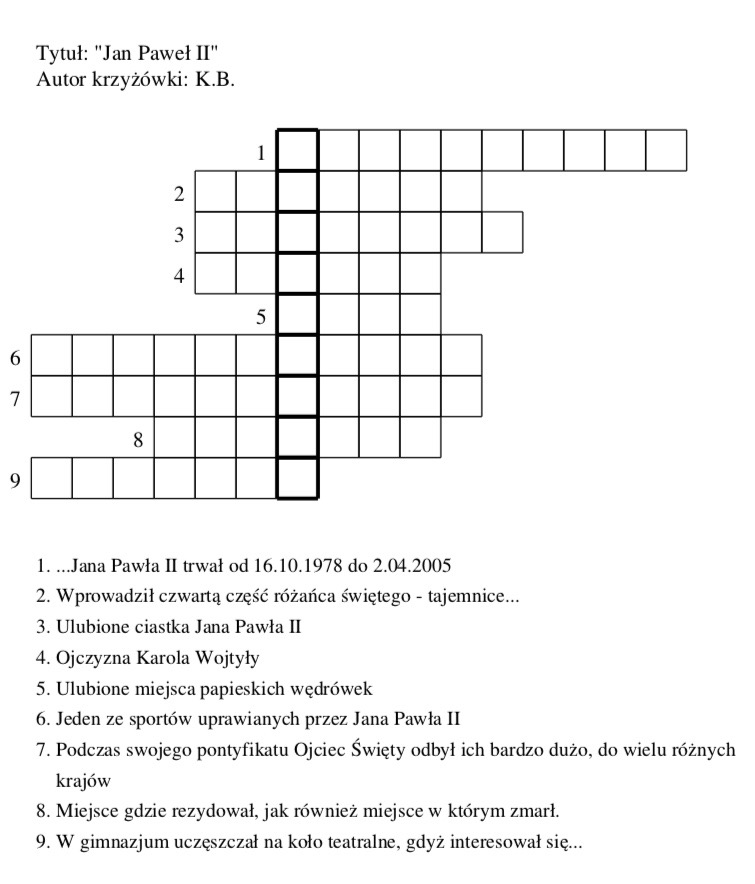 Tytuł: "Jan Paweł II"
Autor krzyżówki: K.B.
1
2
3
4
5
6
7
8
9
1. ...Jana Pawła II trwał od 16.10.1978 do 2.04.2005
2. Wprowadził czwartą część różańca świętego - tajemnice...
3. Ulubione ciastka Jana Pawła II
4. Ojczyzna Karola Wojtyły
5. Ulubione miejsca papieskich wędrówek
6. Jeden ze sportów uprawianych przez Jana Pawła II
7. Podczas swojego pontyfikatu Ojciec Święty odbył ich bardzo dużo, do wielu różnych
krajów
8. Miejsce gdzie rezydował, jak również miejsce w którym zmarł.
9. W gimnazjum uczęszczał na koło teatralne, gdyż interesował się...